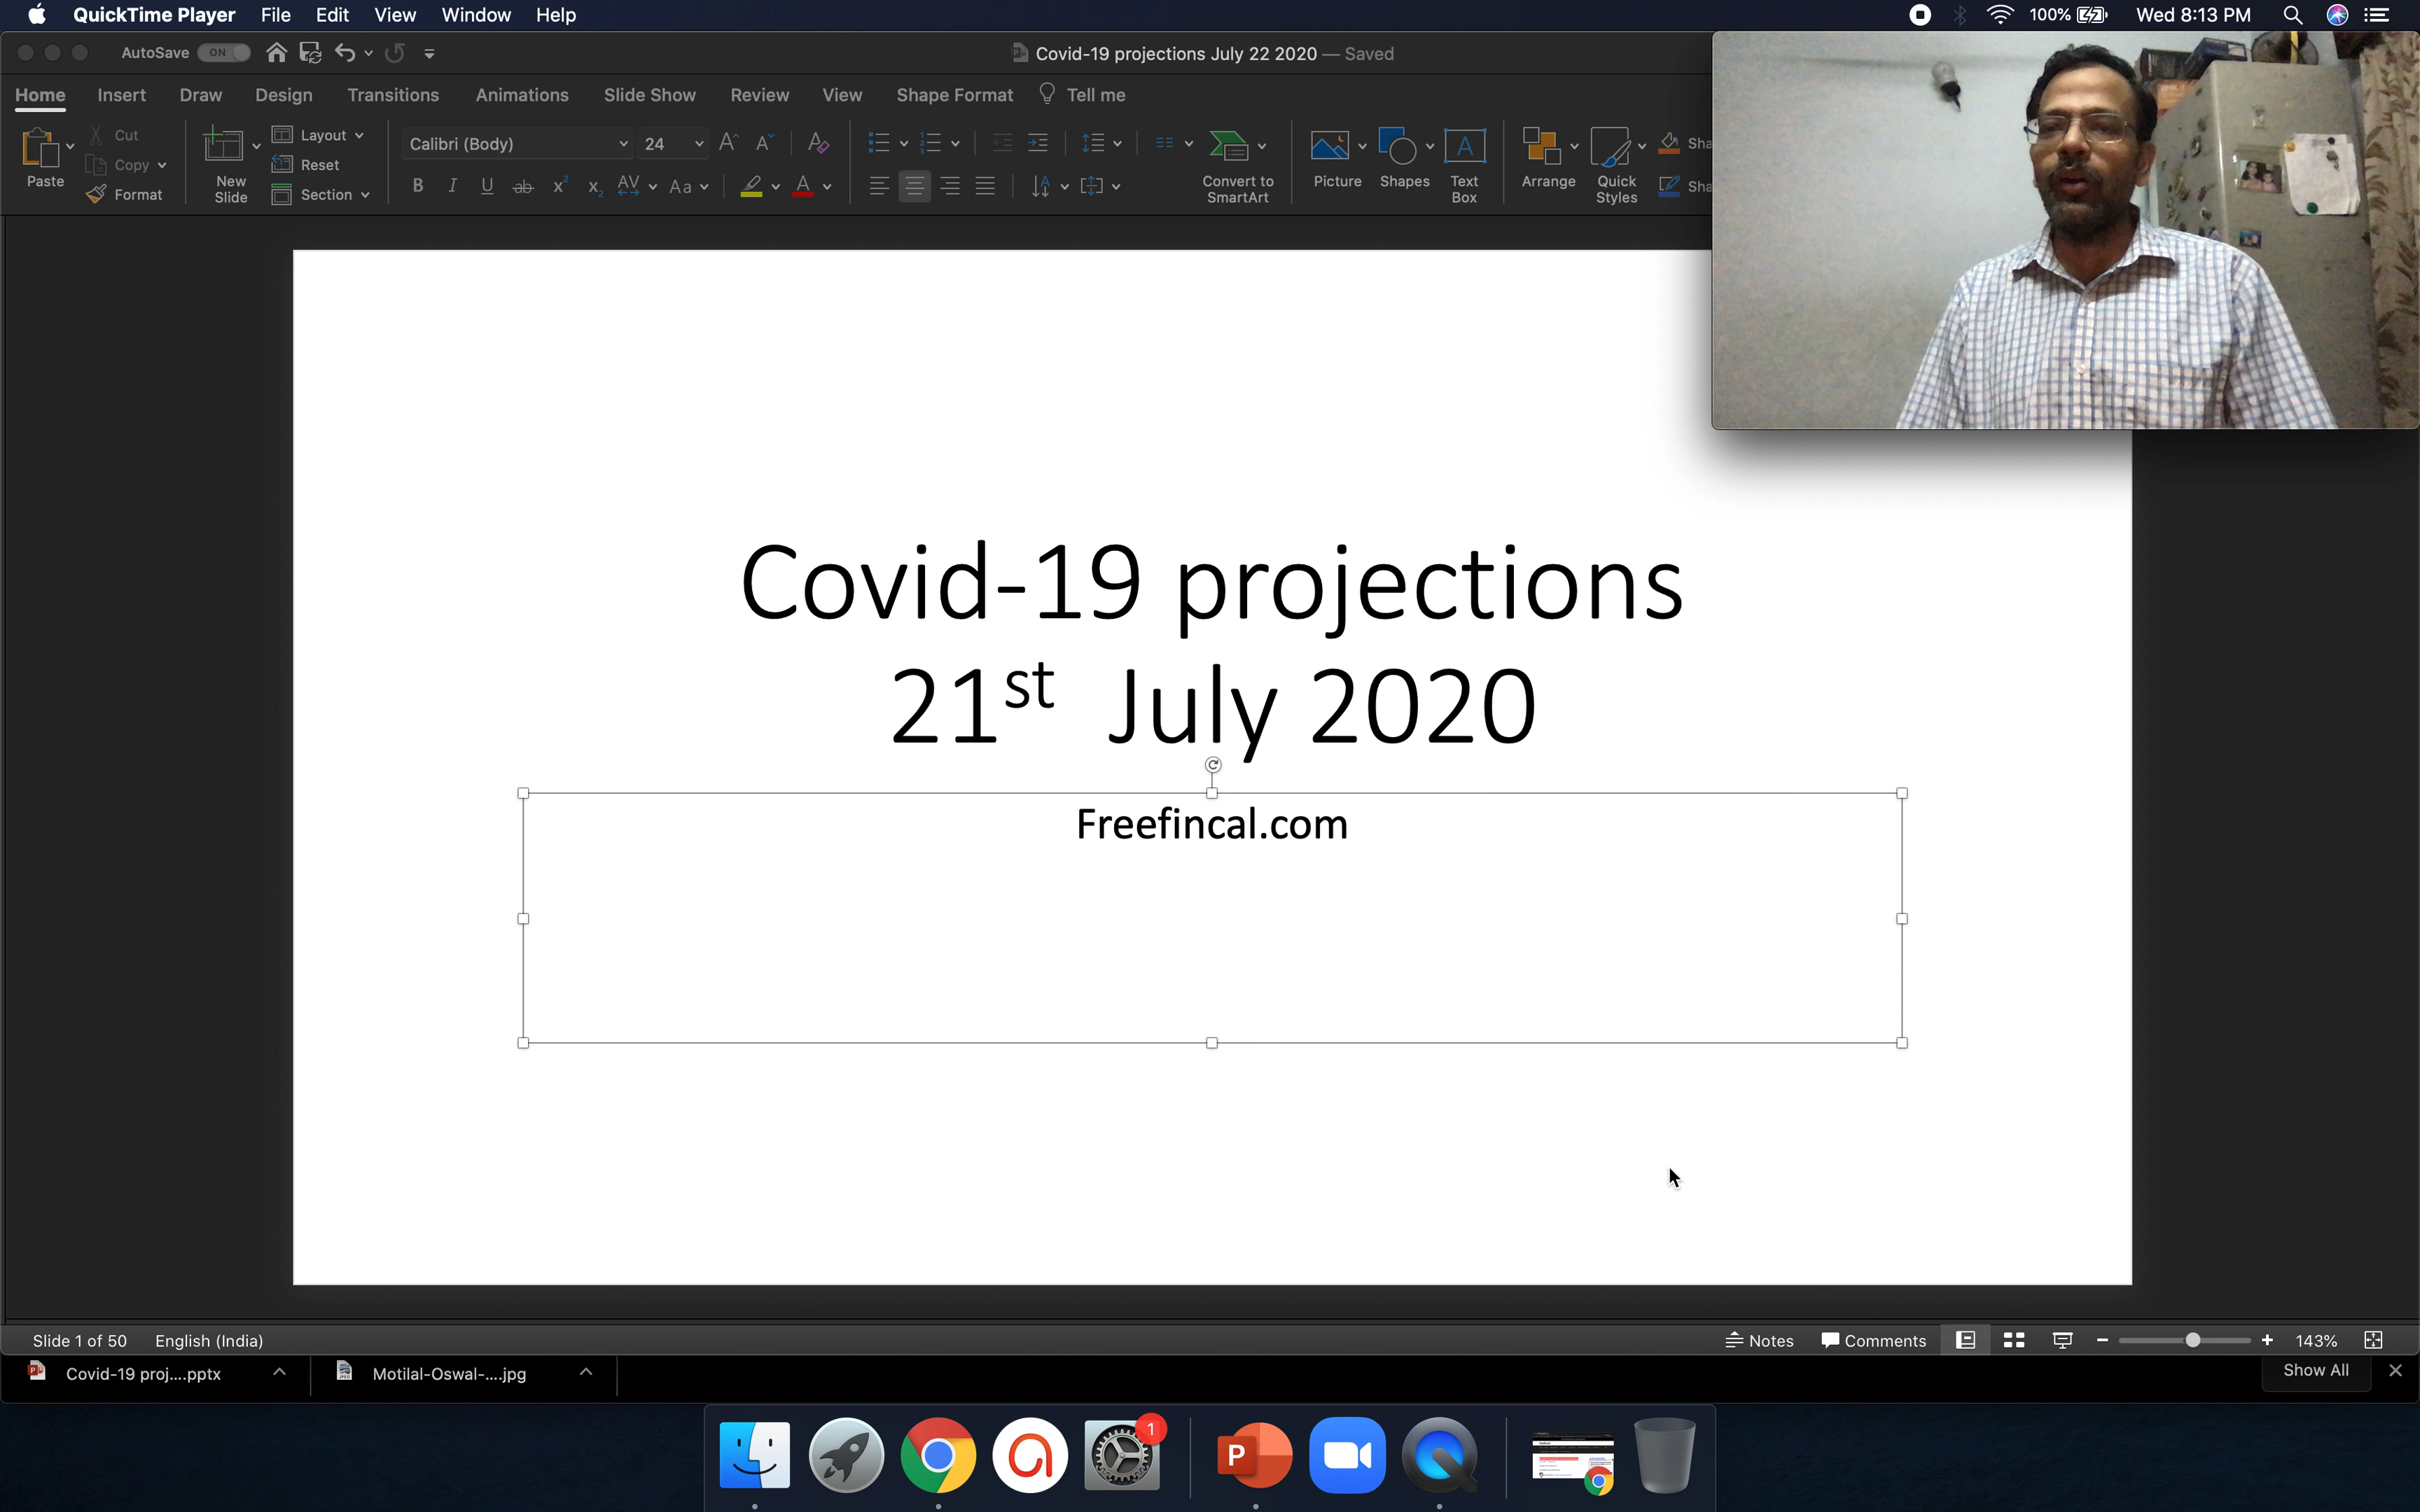 QuickTime Player File Edit View Window Help 100% Wed 8:13 PM
AutoSave ON Covid-19 projections July 22 2020 — Saved
Home Insert Draw Design Transitions Animations Slide Show Review View Shape Format Tell me
Paste
Cut
Copy
Format
New
Slide
Layout
Reset
Section
Calibri (Body) 24
Convert to
SmartArt
Picture
Shapes
Text
Box
Arrange
Quick
Styles
Sha
Sha
Covid-19 projections
21st July 2020
Freefincal.com
Slide 1 of 50 English (India) Notes Comments 143%
Covid-19 proj....pptx Motilal-Oswal-....jpg Show All
1